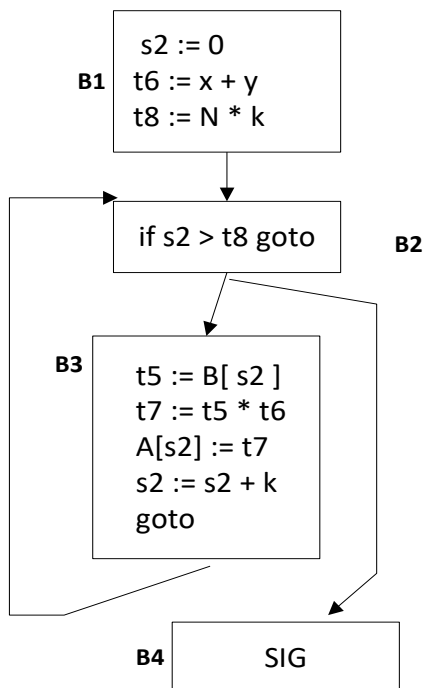 s2 := 0
B1
t6 := x + y
t8 := N * k
if s2 > t8 goto
B2
B3
t5 := B[ s2 ]
t7 := t5 * t6
A[s2] := t7
s2 := s2 + k
goto
B4
SIG